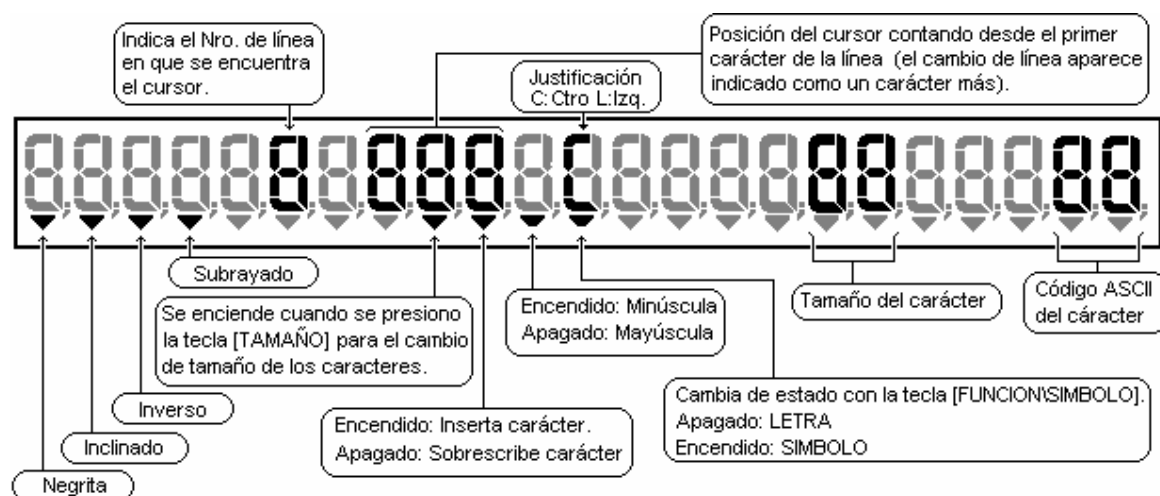 Indica el Nro. de línea
en que se encuentra
el cursor.
Justificación
C:Ctro L:Izq.
Posición del cursor contando desde el primer
carácter de la línea (el cambio de línea aparece
indicado como un carácter más).
Subrayado
Se enciende cuando se presiono
la tecla [TAMAÑO] para el cambio
de tamaño de los caracteres.
Inverso
Inclinado
Negrita
Encendido: Inserta carácter.
Apagado: Sobrescribe carácter
Encendido: Minúscula
Apagado: Mayúscula
Tamaño del carácter
Código ASCII
del cáracter
Cambia de estado con la tecla [FUNCION\SIMBOLO].
Apagado: LETRA
Encendido: SIMBOLO